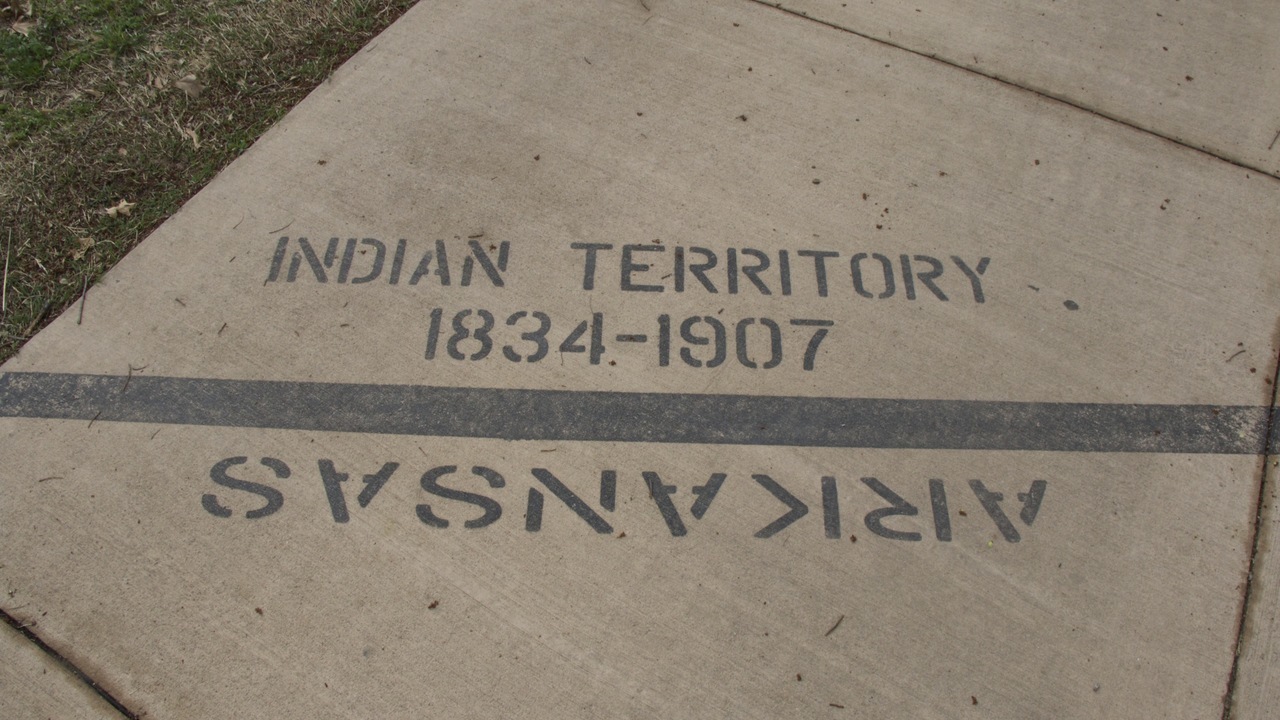 INDIAN TERRITORY
1834-1907
ARKANSAS